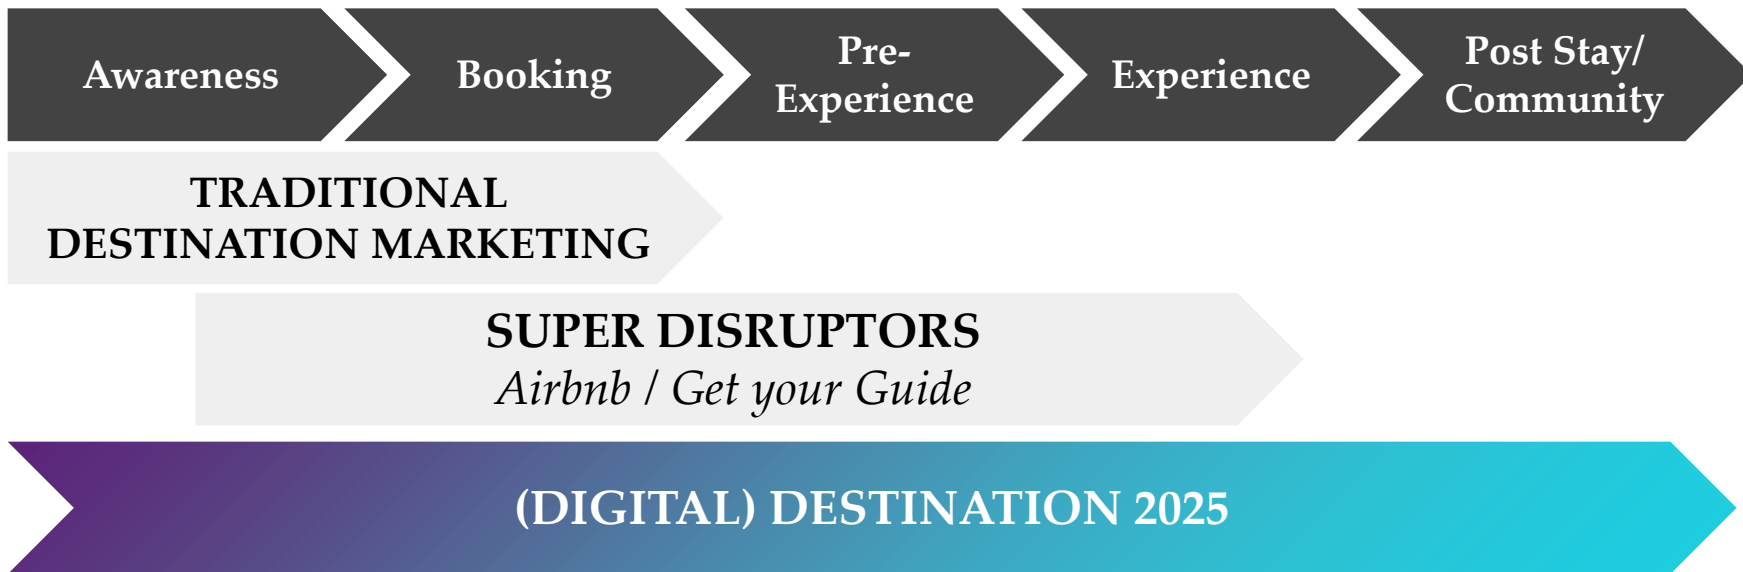 Awareness
Booking
Pre-
Experience
Experience
Post Stay/
Community
TRADITIONAL
DESTINATION MARKETING
SUPER DISRUPTORS
Airbnb / Get your Guide
(DIGITAL) DESTINATION 2025